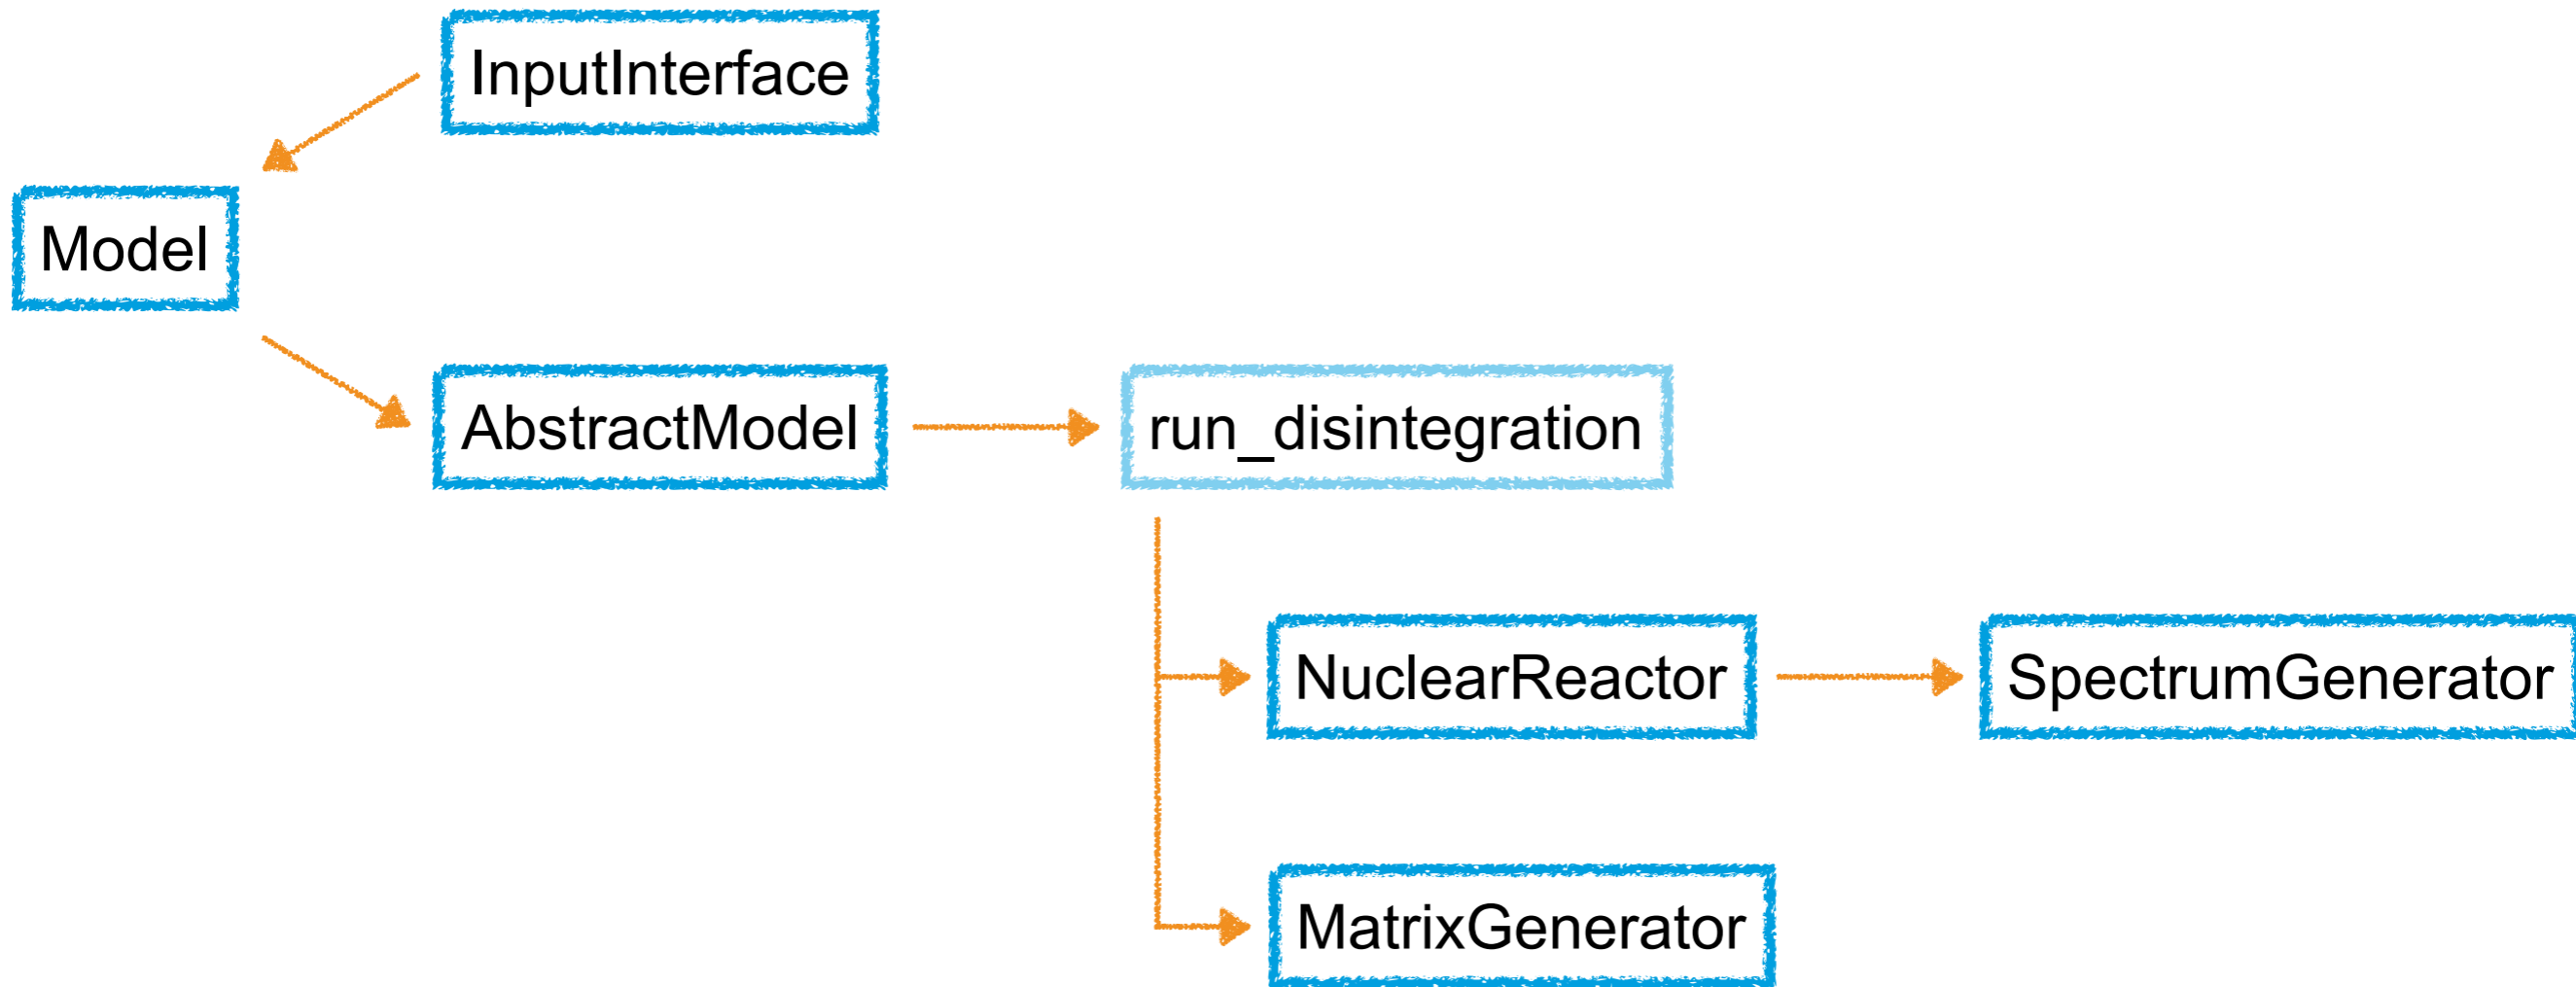 InputInterface
Model
AbstractModel
run_disintegration
NuclearReactor
SpectrumGenerator
MatrixGenerator